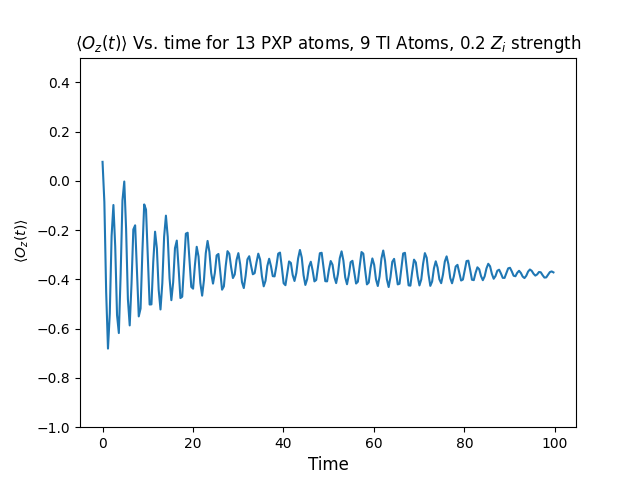 ⟨O_z(t)⟩ Vs. time for 13 PXP atoms, 9 TI Atoms, 0.2 Z_i strength
⟨O_z(t)⟩
0.4
0.2
0.0
−0.2
−0.4
−0.6
−0.8
−1.0
0 20 40 60 80 100
Time